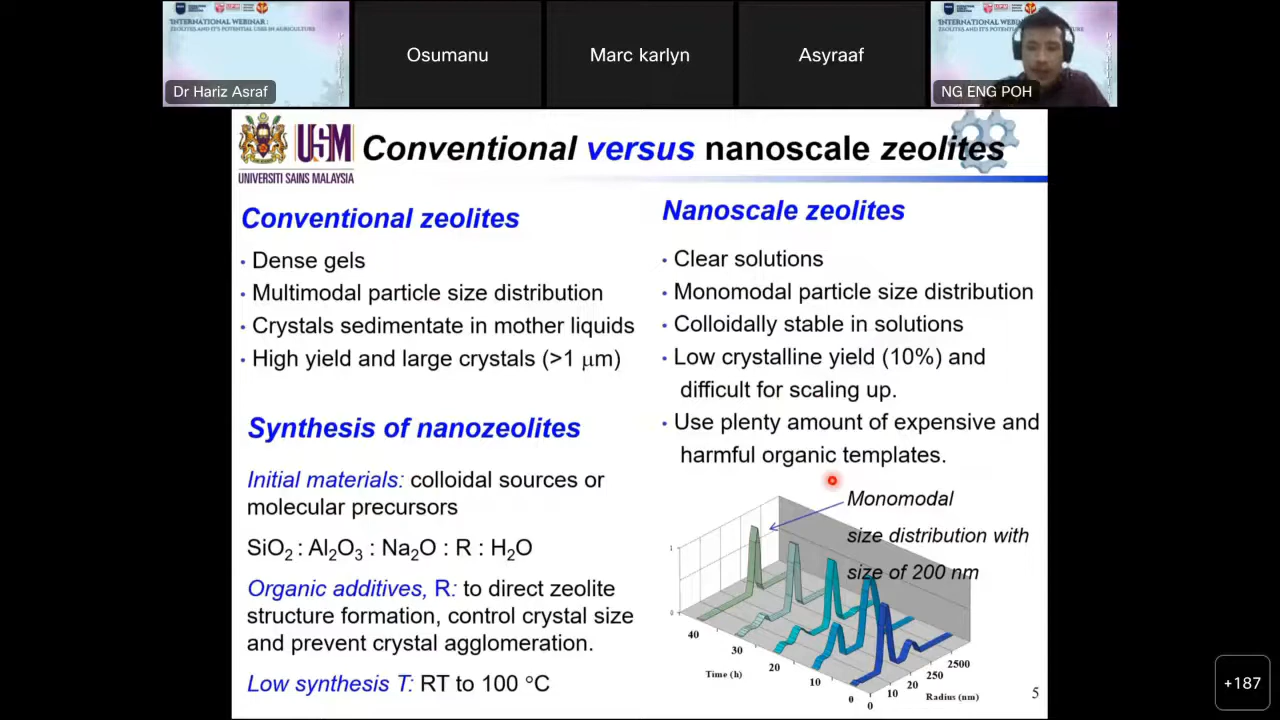 INTERNATIONAL WEBINAR :
ZEOLITES AND IT'S POTENTIAL USES IN AGRICULTURE
Dr Hariz Asraf
Osumanu
Marc karlyn
Asyraaf
NG ENG POH
USM
UNIVERSITI SAINS MALAYSIA
Conventional versus nanoscale zeolites
Conventional zeolites
• Dense gels
• Multimodal particle size distribution
• Crystals sedimentate in mother liquids
• High yield and large crystals (>1 μm)
Synthesis of nanozeolites
Initial materials: colloidal sources or
molecular precursors
SiO₂ : Al₂O₃ : Na₂O : R : H₂O
Organic additives, R: to direct zeolite
structure formation, control crystal size
and prevent crystal agglomeration.
Low synthesis T: RT to 100 °C
Nanoscale zeolites
• Clear solutions
• Monomodal particle size distribution
• Colloidally stable in solutions
• Low crystalline yield (10%) and
difficult for scaling up.
• Use plenty amount of expensive and
harmful organic templates.
Monomodal
size distribution with
size of 200 nm
1
0
40
30
20
10
0
Time (h)
0
10
20
250
2500
Radius (nm)
5
+187